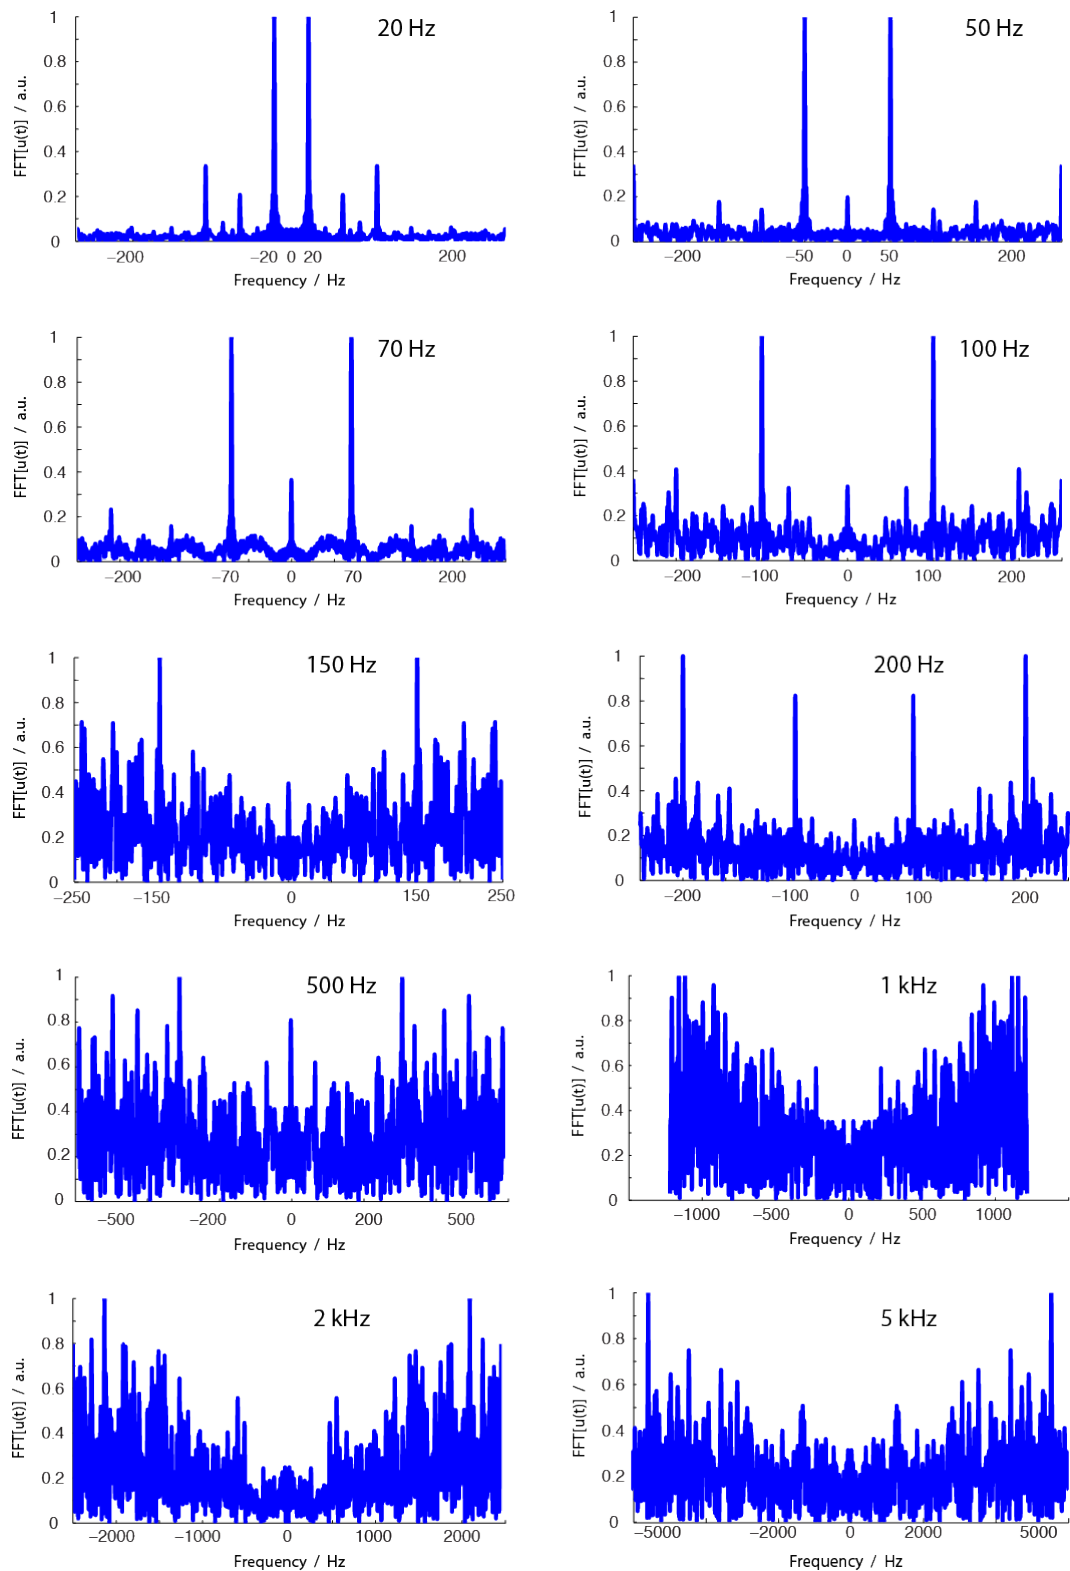 20 Hz
FFT[u(t)] / a.u.
1
0.8
0.6
0.4
0.2
0
−200 −20 0 20 200
Frequency / Hz
50 Hz
FFT[u(t)] / a.u.
1
0.8
0.6
0.4
0.2
0
−200 −50 0 50 200
Frequency / Hz
70 Hz
FFT[u(t)] / a.u.
1
0.8
0.6
0.4
0.2
0
−200 −70 0 70 200
Frequency / Hz
100 Hz
FFT[u(t)] / a.u.
1
0.8
0.6
0.4
0.2
0
−200 −100 0 100 200
Frequency / Hz
150 Hz
FFT[u(t)] / a.u.
1
0.8
0.6
0.4
0.2
0
−250 −150 0 150 250
Frequency / Hz
200 Hz
FFT[u(t)] / a.u.
1
0.8
0.6
0.4
0.2
0
−200 −100 0 100 200
Frequency / Hz
500 Hz
FFT[u(t)] / a.u.
1
0.8
0.6
0.4
0.2
0
−500 −200 0 200 500
Frequency / Hz
1 kHz
FFT[u(t)] / a.u.
1
0.8
0.6
0.4
0.2
0
−1000 −500 0 500 1000
Frequency / Hz
2 kHz
FFT[u(t)] / a.u.
1
0.8
0.6
0.4
0.2
0
−2000 −1000 0 1000 2000
Frequency / Hz
5 kHz
FFT[u(t)] / a.u.
1
0.8
0.6
0.4
0.2
0
−5000 −2000 0 2000 5000
Frequency / Hz